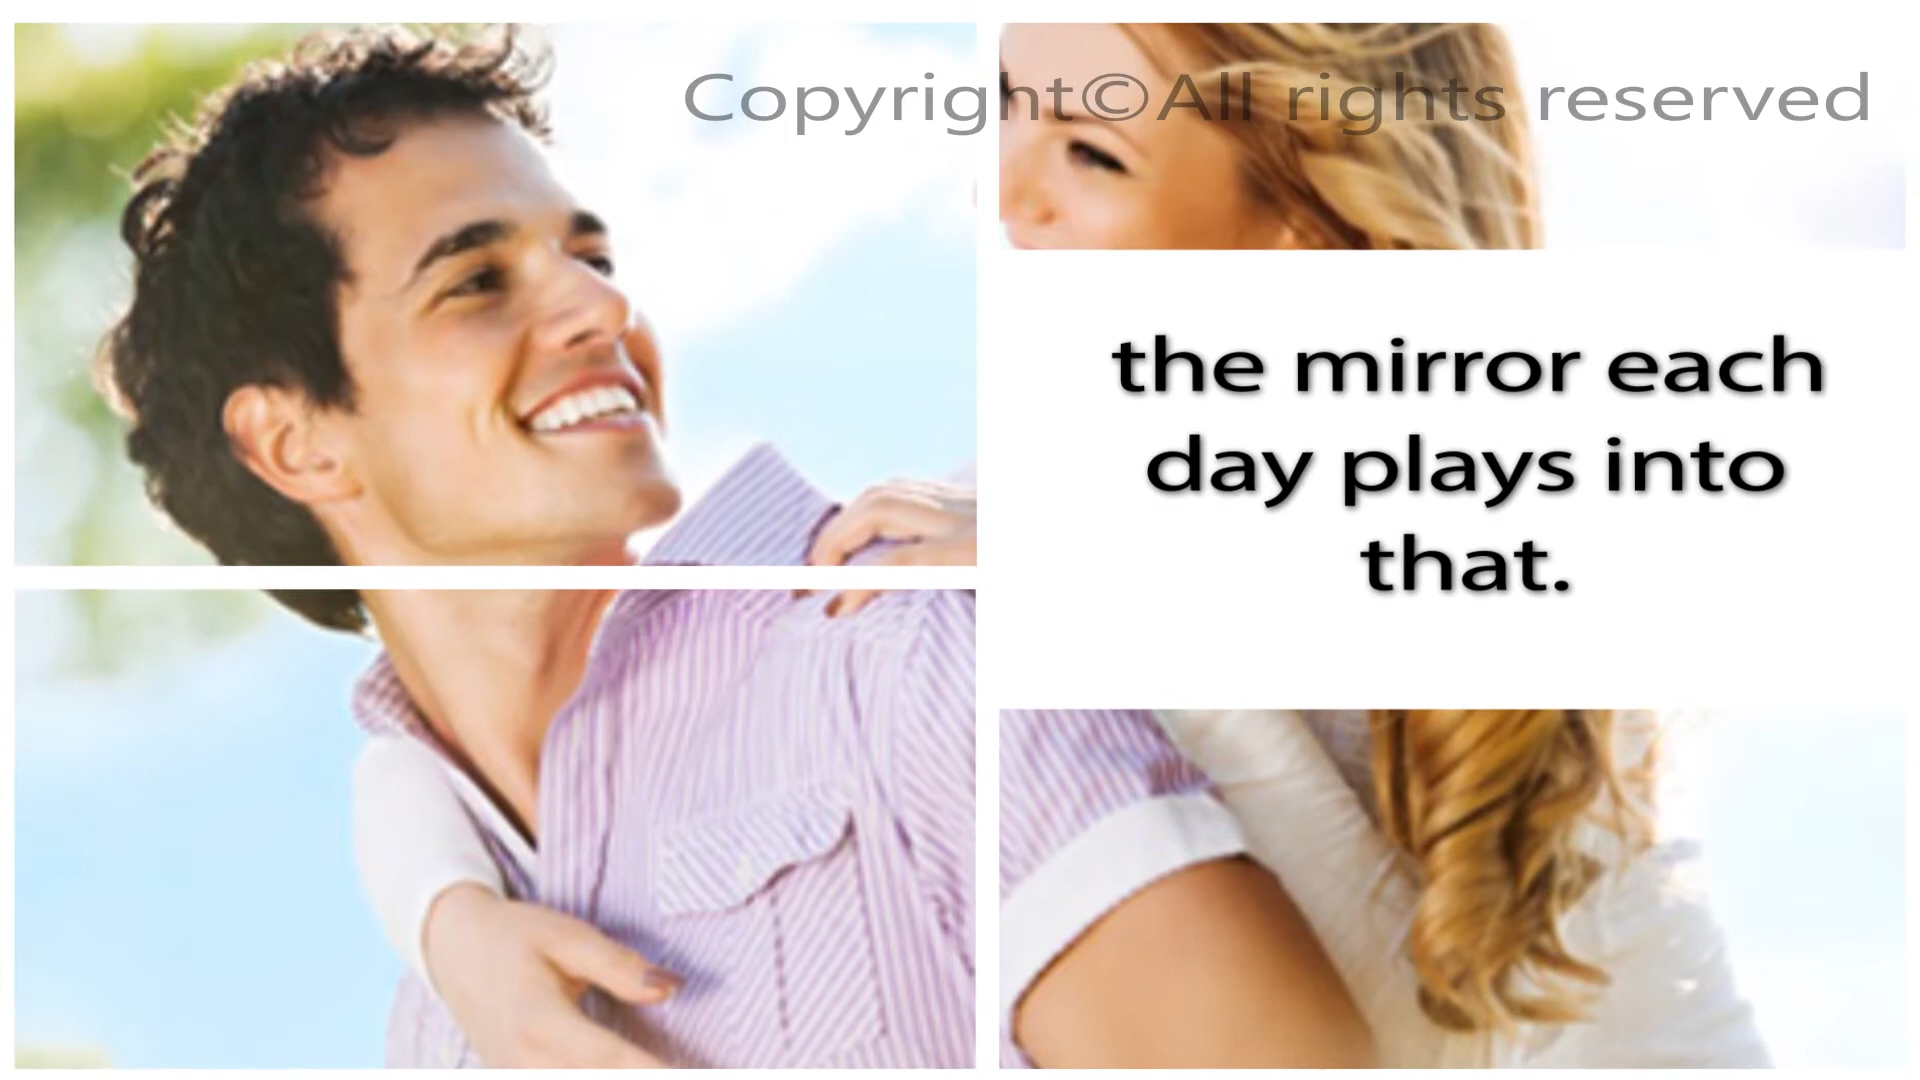 Copyright©All rights reserved
the mirror each
day plays into
that.